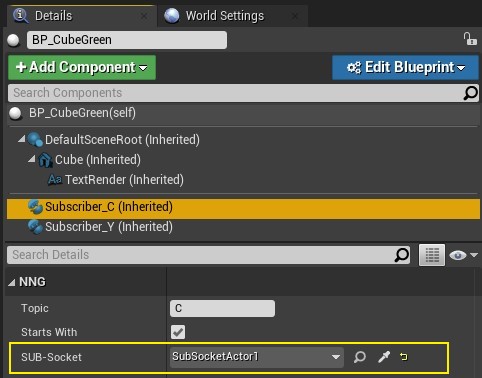 Details
World Settings
BP_CubeGreen
+ Add Component
Edit Blueprint
Search Components
BP_CubeGreen(self)
DefaultSceneRoot (Inherited)
Cube (Inherited)
Aa TextRender (Inherited)
Subscriber_C (Inherited)
Subscriber_Y (Inherited)
Search Details
NNG
Topic C
Starts With
SUB-Socket SubSocketActor1